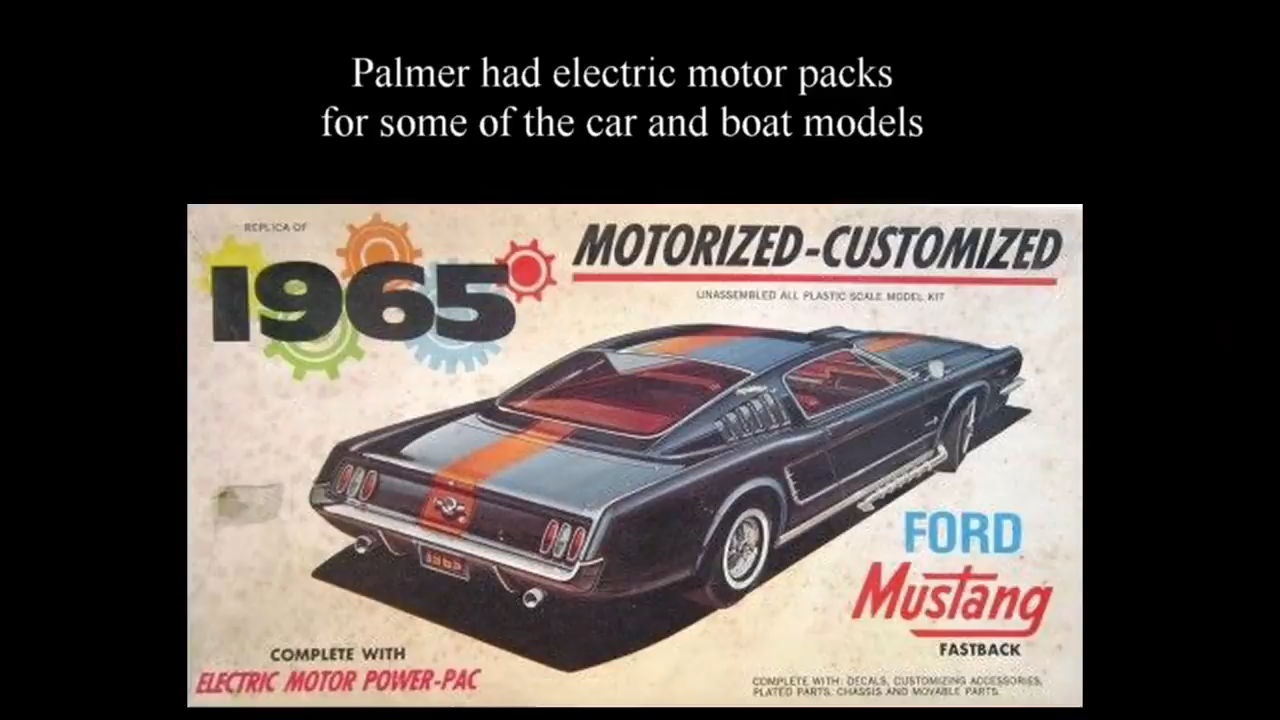 Palmer had electric motor packs
for some of the car and boat models
REPLICA OF
1965
MOTORIZED-CUSTOMIZED
UNASSEMBLED ALL PLASTIC SCALE MODEL KIT
FORD
Mustang
FASTBACK
COMPLETE WITH
ELECTRIC MOTOR POWER-PAC
COMPLETE WITH: DECALS, CUSTOMIZING ACCESSORIES,
PLATED PARTS, CHASSIS AND MOVABLE PARTS.